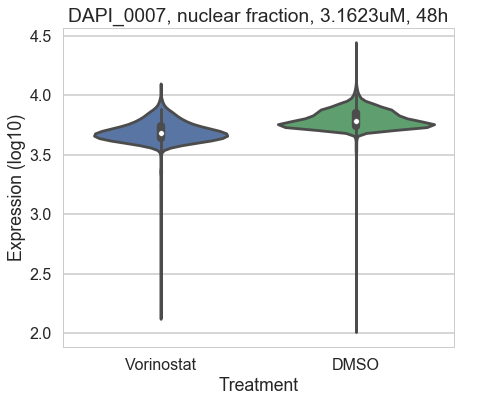 DAPI_0007, nuclear fraction, 3.1623uM, 48h
4.5
4.0
3.5
3.0
2.5
2.0
Expression (log10)
Vorinostat DMSO
Treatment